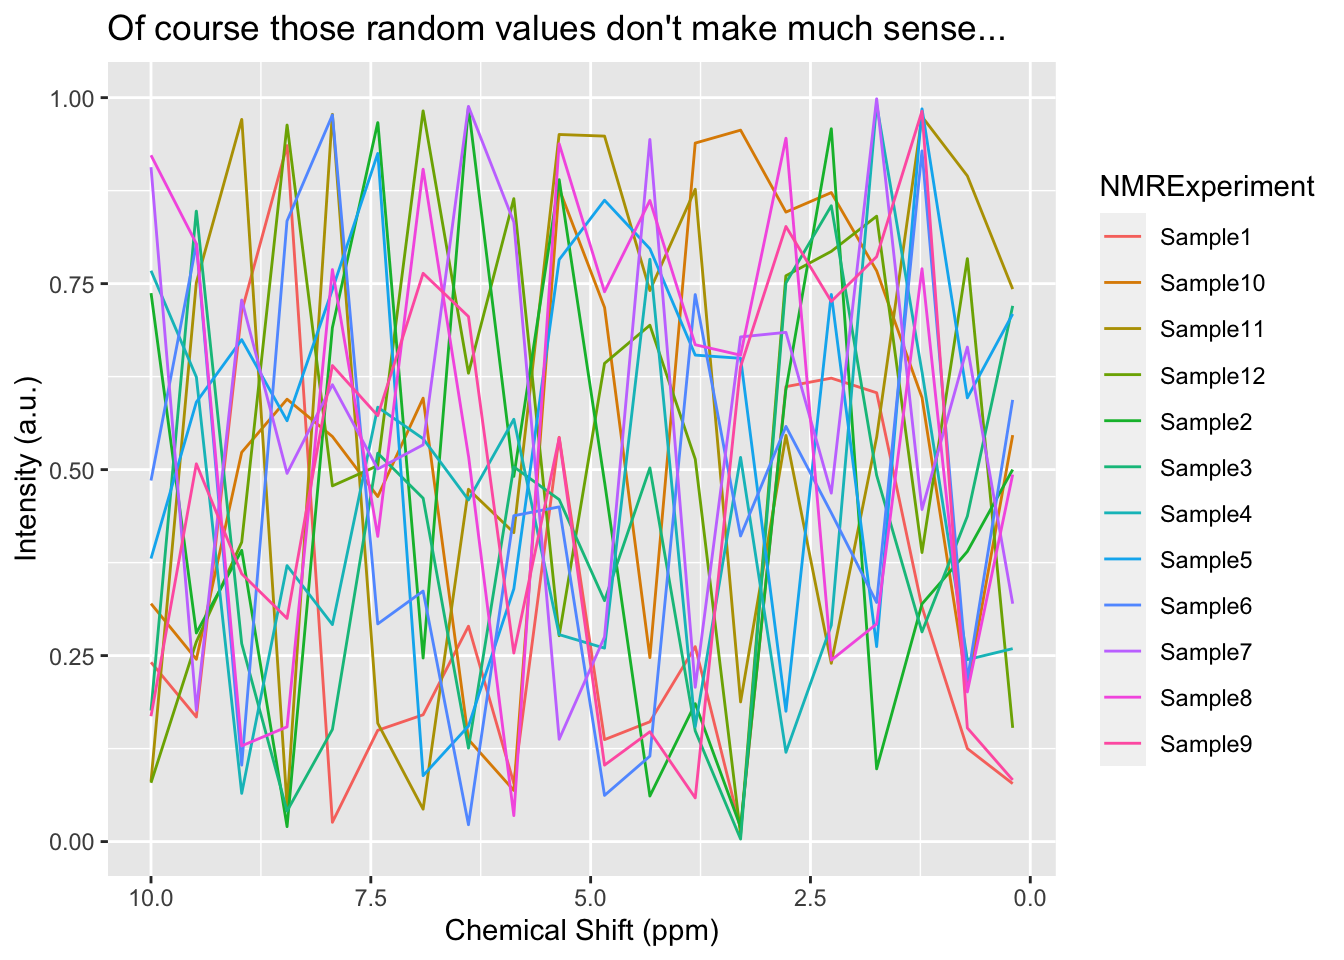 Of course those random values don't make much sense...
1.00
0.75
0.50
0.25
0.00
Intensity (a.u.)
10.0
7.5
5.0
2.5
0.0
Chemical Shift (ppm)
NMRExperiment
Sample1
Sample10
Sample11
Sample12
Sample2
Sample3
Sample4
Sample5
Sample6
Sample7
Sample8
Sample9